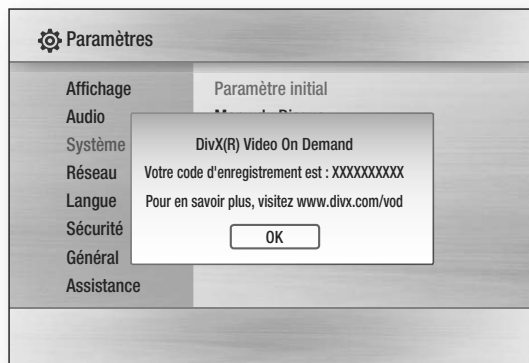 Paramètres
Affichage
Audio
Système
Réseau
Langue
Sécurité
Général
Assistance
Paramètre initial
DivX(R) Video On Demand
Votre code d'enregistrement est : XXXXXXXXXX
Pour en savoir plus, visitez www.divx.com/vod
OK